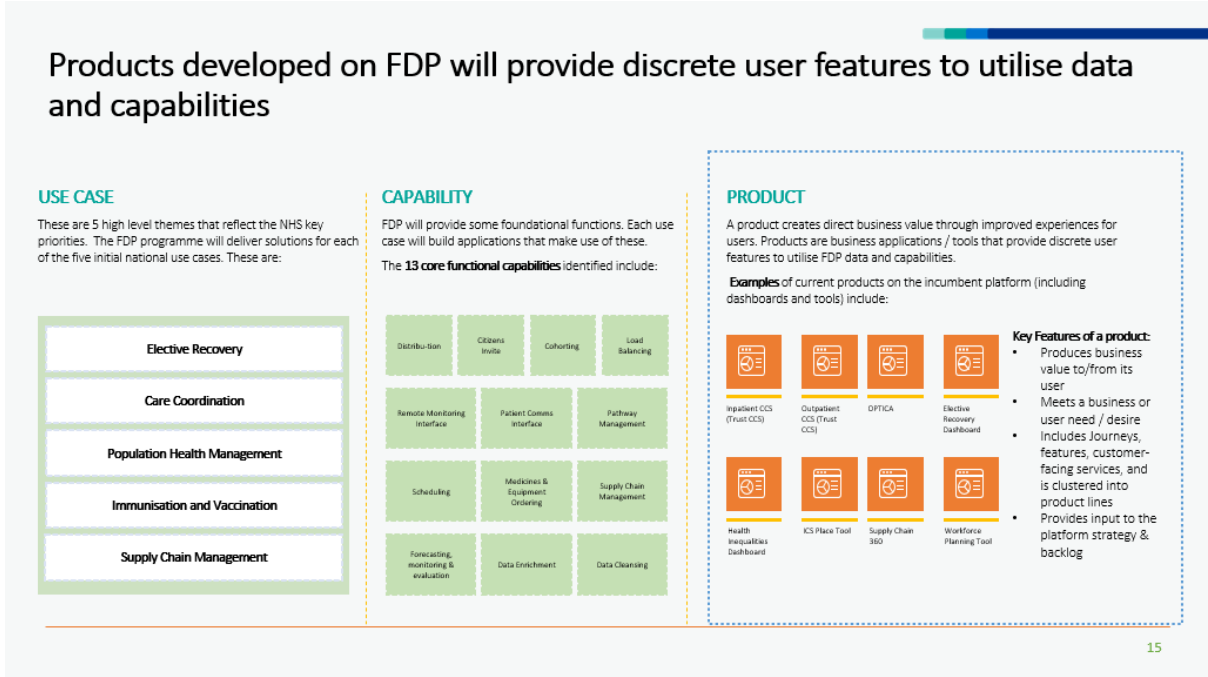 Products developed on FDP will provide discrete user features to utilise data
and capabilities
USE CASE
These are 5 high level themes that reflect the NHS key
priorities. The FDP programme will deliver solutions for each
of the five initial national use cases. These are:
Elective Recovery
Care Coordination
Population Health Management
Immunisation and Vaccination
Supply Chain Management
CAPABILITY
FDP will provide some foundational functions. Each use
case will build applications that make use of these.
The 13 core functional capabilities identified include:
Distribu-tion
Citizens
Invite
Cohorting
Load
Balancing
Remote Monitoring
Interface
Patient Comms
Interface
Pathway
Management
Scheduling
Medicines &
Equipment
Ordering
Supply Chain
Management
Forecasting,
monitoring &
evaluation
Data Enrichment
Data Cleansing
PRODUCT
A product creates direct business value through improved experiences for
users. Products are business applications / tools that provide discrete user
features to utilise FDP data and capabilities.
Examples of current products on the incumbent platform (including
dashboards and tools) include:
Inpatient CCS
(Trust CCS)
Outpatient
CCS (Trust
CCS)
OPTICA
Elective
Recovery
Dashboard
Health
Inequalities
Dashboard
ICS Place Tool
Supply Chain
360
Workforce
Planning Tool
Key Features of a product:
• Produces business
value to/from its
user
• Meets a business or
user need / desire
• Includes Journeys,
features, customer-
facing services, and
is clustered into
product lines
• Provides input to the
platform strategy &
backlog
15